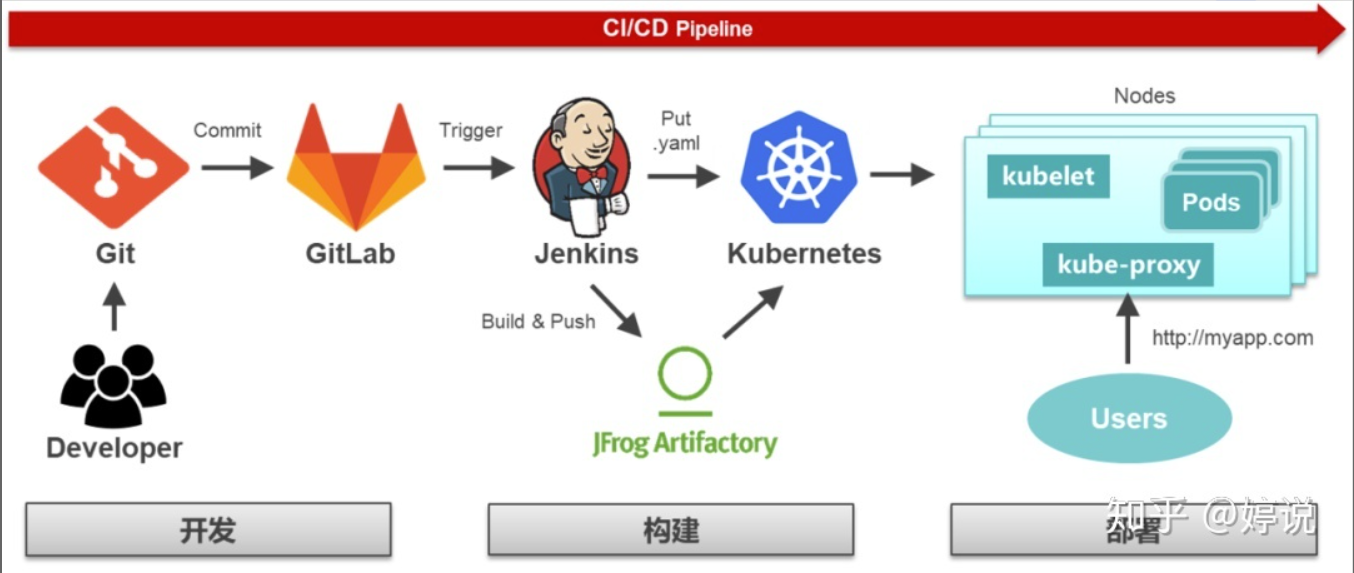 CI/CD Pipeline
Nodes
Commit
Trigger
Put
.yaml
kubelet
Pods
kube-proxy
Git
GitLab
Jenkins
Kubernetes
Build & Push
http://myapp.com
JFrog Artifactory
Users
Developer
开发
构建
部署
知乎 @婷说